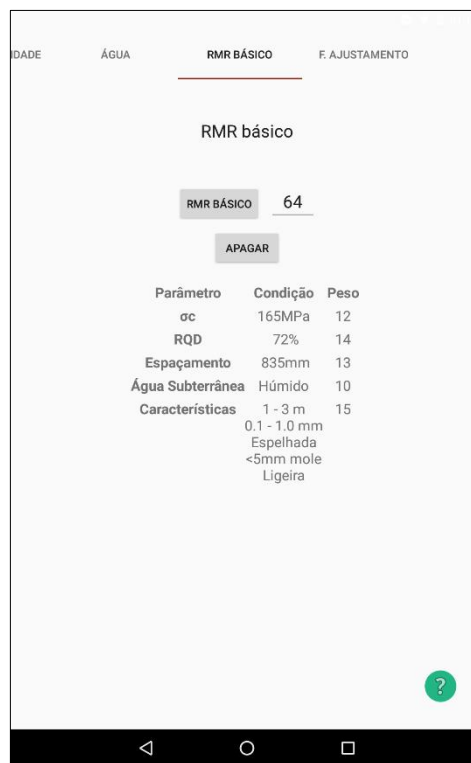 IDADE ÁGUA RMR BÁSICO F. AJUSTAMENTO
RMR básico
RMR BÁSICO 64
APAGAR
Parâmetro Condição Peso
σc 165MPa 12
RQD 72% 14
Espaçamento 835mm 13
Água Subterrânea Húmido 10
Características 1 - 3 m 15
0.1 - 1.0 mm
Espelhada
<5mm mole
Ligeira
?